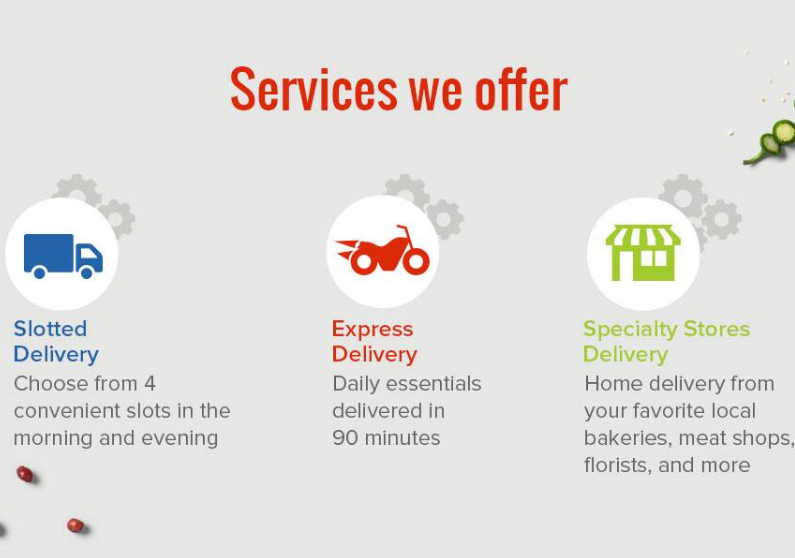 Services we offer
Slotted
Delivery
Choose from 4
convenient slots in the
morning and evening
Express
Delivery
Daily essentials
delivered in
90 minutes
Specialty Stores
Delivery
Home delivery from
your favorite local
bakeries, meat shops,
florists, and more